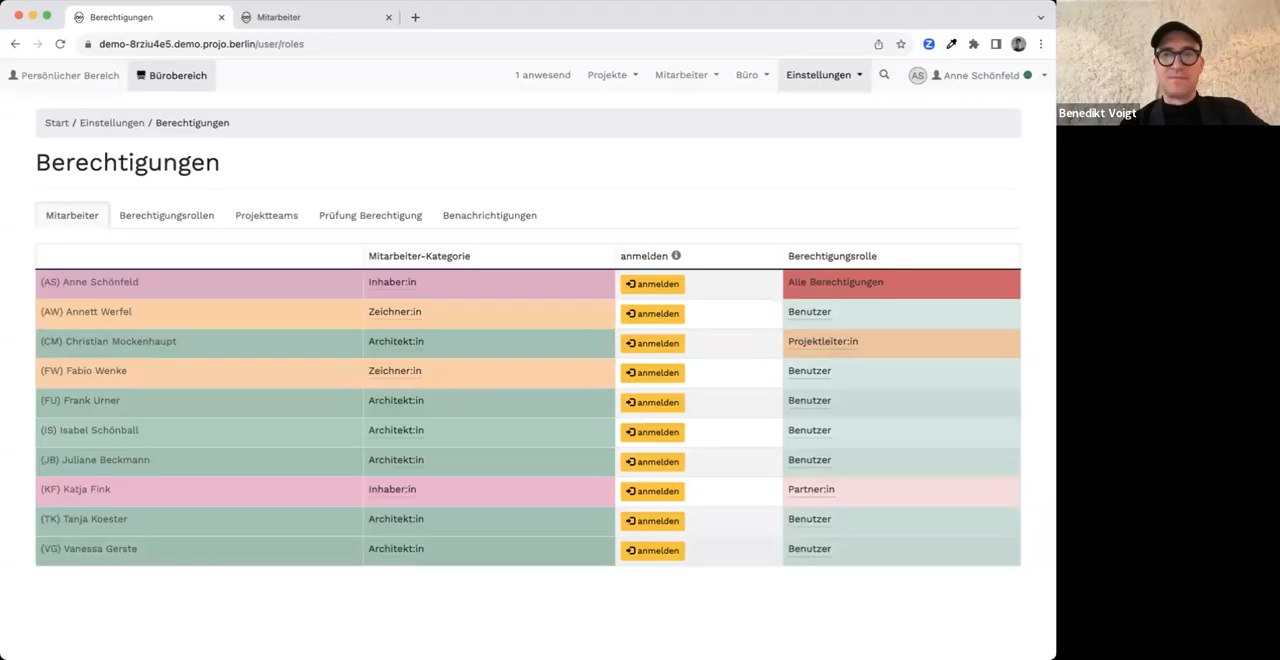 Berechtigungen
Mitarbeiter
demo-8rziu4e5.demo.projo.berlin/user/roles
Persönlicher Bereich
Bürobereich
1 anwesend
Projekte
Mitarbeiter
Büro
Einstellungen
AS
Anne Schönfeld
Benedikt Voigt
Start / Einstellungen / Berechtigungen
Berechtigungen
Mitarbeiter
Berechtigungsrollen
Projektteams
Prüfung Berechtigung
Benachrichtigungen
Mitarbeiter-Kategorie anmelden Berechtigungsrolle
(AS) Anne Schönfeld Inhaber:in anmelden Alle Berechtigungen
(AW) Annett Werfel Zeichner:in anmelden Benutzer
(CM) Christian Mockenhaupt Architekt:in anmelden Projektleiter:in
(FW) Fabio Wenke Zeichner:in anmelden Benutzer
(FU) Frank Urner Architekt:in anmelden Benutzer
(IS) Isabel Schönball Architekt:in anmelden Benutzer
(JB) Juliane Beckmann Architekt:in anmelden Benutzer
(KF) Katja Fink Inhaber:in anmelden Partner:in
(TK) Tanja Koester Architekt:in anmelden Benutzer
(VG) Vanessa Gerste Architekt:in anmelden Benutzer